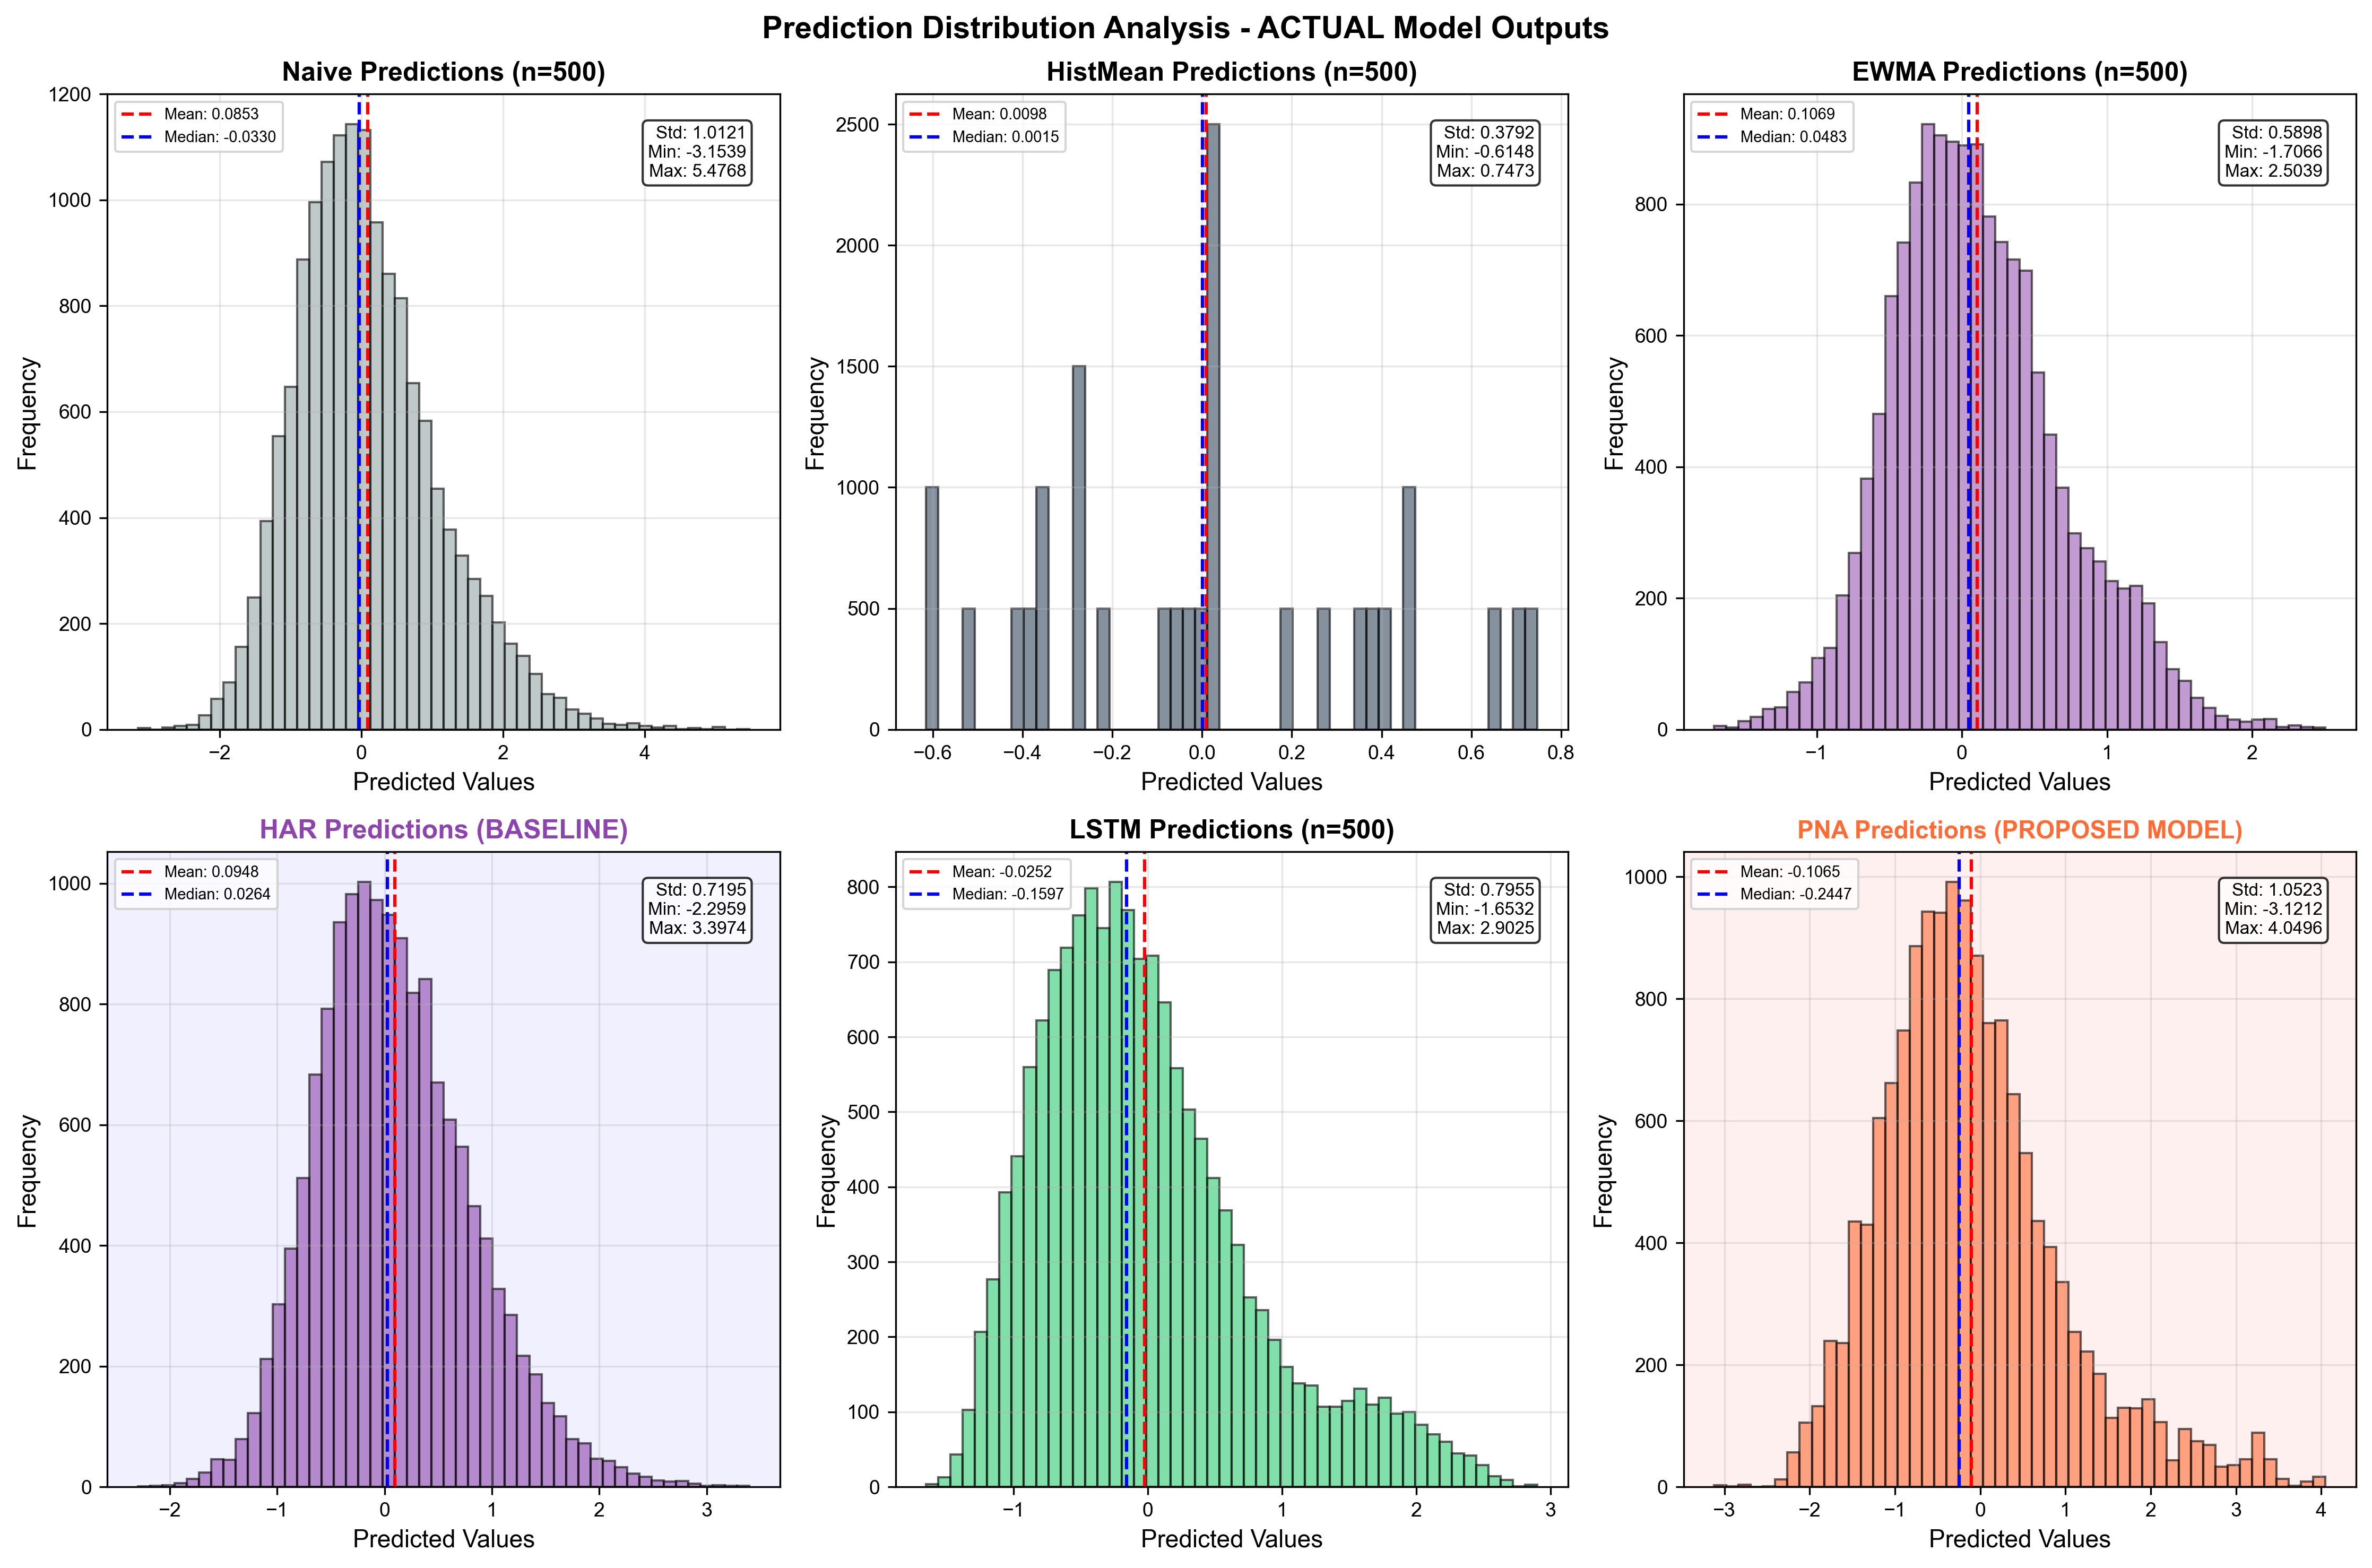 Prediction Distribution Analysis - ACTUAL Model Outputs
Naive Predictions (n=500)
Mean: 0.0853
Median: -0.0330
Std: 1.0121
Min: -3.1539
Max: 5.4768
1200
1000
800
600
400
200
0
Frequency
−2
0
2
4
Predicted Values
HistMean Predictions (n=500)
Mean: 0.0098
Median: 0.0015
Std: 0.3792
Min: -0.6148
Max: 0.7473
2500
2000
1500
1000
500
0
Frequency
−0.6
−0.4
−0.2
0.0
0.2
0.4
0.6
0.8
Predicted Values
EWMA Predictions (n=500)
Mean: 0.1069
Median: 0.0483
Std: 0.5898
Min: -1.7066
Max: 2.5039
800
600
400
200
0
Frequency
−1
0
1
2
Predicted Values
HAR Predictions (BASELINE)
Mean: 0.0948
Median: 0.0264
Std: 0.7195
Min: -2.2959
Max: 3.3974
1000
800
600
400
200
0
Frequency
−2
−1
0
1
2
3
Predicted Values
LSTM Predictions (n=500)
Mean: -0.0252
Median: -0.1597
Std: 0.7955
Min: -1.6532
Max: 2.9025
800
700
600
500
400
300
200
100
0
Frequency
−1
0
1
2
3
Predicted Values
PNA Predictions (PROPOSED MODEL)
Mean: -0.1065
Median: -0.2447
Std: 1.0523
Min: -3.1212
Max: 4.0496
1000
800
600
400
200
0
Frequency
−3
−2
−1
0
1
2
3
4
Predicted Values